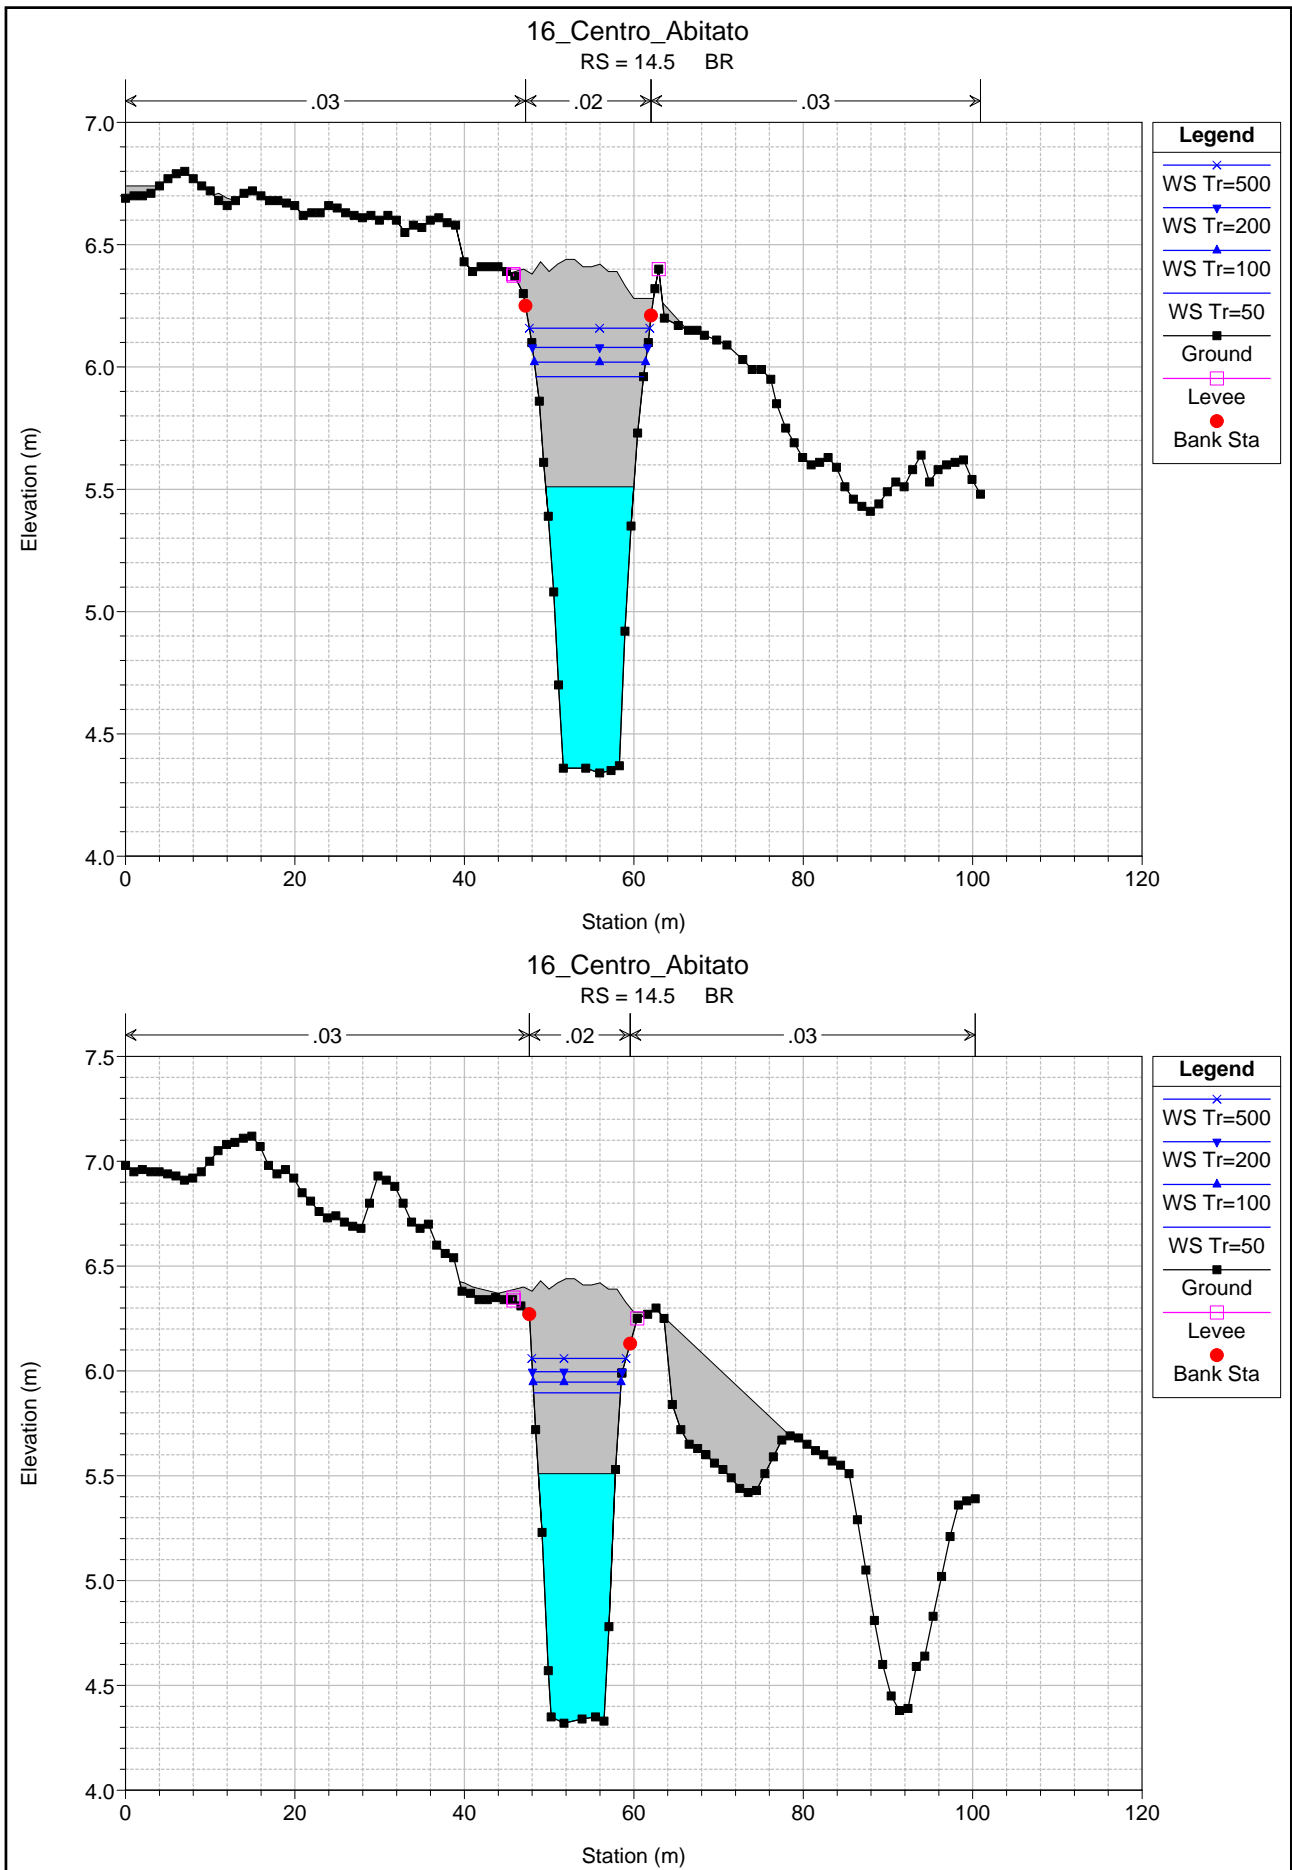 16_Centro_Abitato
RS = 14.5 BR
.03 .02 .03
7.0
6.5
6.0
5.5
5.0
4.5
4.0
0 20 40 60 80 100 120
Elevation (m)
Station (m)
Legend
WS Tr=500
WS Tr=200
WS Tr=100
WS Tr=50
Ground
Levee
Bank Sta
16_Centro_Abitato
RS = 14.5 BR
.03 .02 .03
7.5
7.0
6.5
6.0
5.5
5.0
4.5
4.0
0 20 40 60 80 100 120
Elevation (m)
Station (m)
Legend
WS Tr=500
WS Tr=200
WS Tr=100
WS Tr=50
Ground
Levee
Bank Sta